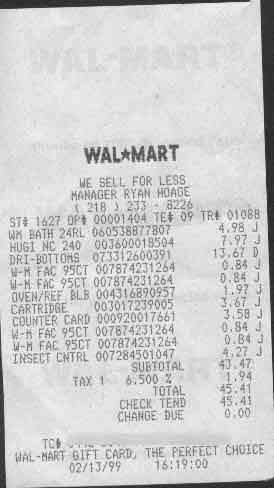 WAL★MART
WE SELL FOR LESS
MANAGER RYAN HOAGE
( 218 ) 233 - 8226
ST# 1627 OP# 00001404 TE# 09 TR# 01088
WM BATH 24RL 060538877807 4.98 J
HUGI NC 240 003600018504 7.97 J
DRI-BOTTOMS 073312600391 13.67 D
W-M FAC 95CT 007874231264 0.84 J
W-M FAC 95CT 007874231264 0.84 J
OVEN/REF BLB 004316890957 1.97 J
CARTRIDGE 003017239005 3.67 J
COUNTER CARD 000920017661 3.58 J
W-M FAC 95CT 007874231264 0.84 J
W-M FAC 95CT 007874231264 0.84 J
INSECT CNTRL 007284501047 4.27 J
SUBTOTAL 43.47
TAX 1 6.500 % 1.94
TOTAL 45.41
CHECK TEND 45.41
CHANGE DUE 0.00
TC#
WAL-MART GIFT CARD, THE PERFECT CHOICE
02/13/99 16:19:00